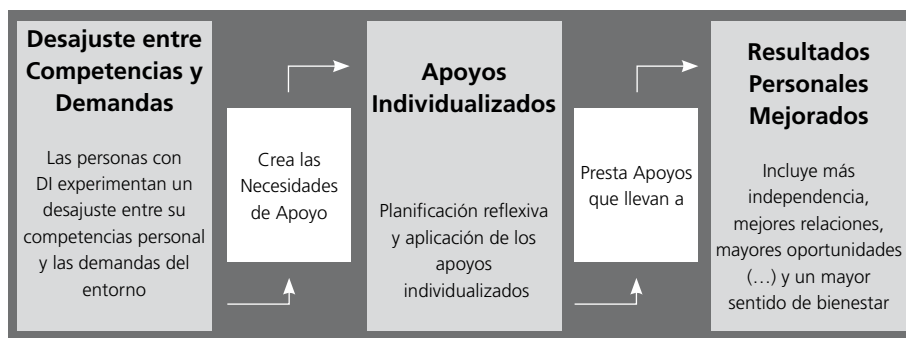 Desajuste entre
Competencias y
Demandas
Las personas con
DI experimentan un
desajuste entre su
competencias personal
y las demandas del
entorno
Crea las
Necesidades
de Apoyo
Apoyos
Individualizados
Planificación reflexiva
y aplicación de los
apoyos
individualizados
Presta Apoyos
que llevan a
Resultados
Personales
Mejorados
Incluye más
independencia,
mejores relaciones,
mayores oportunidades
(…) y un mayor
sentido de bienestar